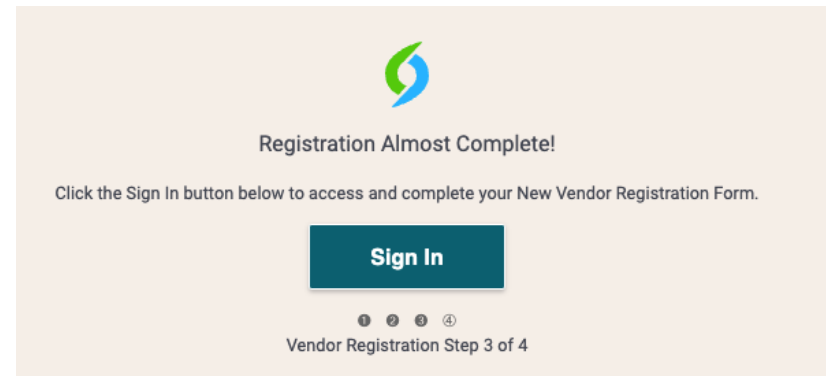 Registration Almost Complete!
Click the Sign In button below to access and complete your New Vendor Registration Form.
Sign In
❶ ❷ ❸ ④
Vendor Registration Step 3 of 4